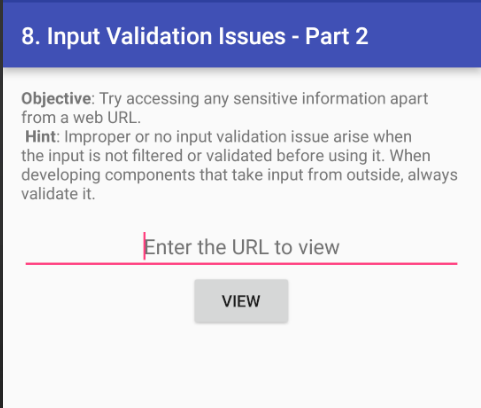 8. Input Validation Issues - Part 2
Objective: Try accessing any sensitive information apart
from a web URL.
Hint: Improper or no input validation issue arise when
the input is not filtered or validated before using it. When
developing components that take input from outside, always
validate it.
Enter the URL to view
VIEW